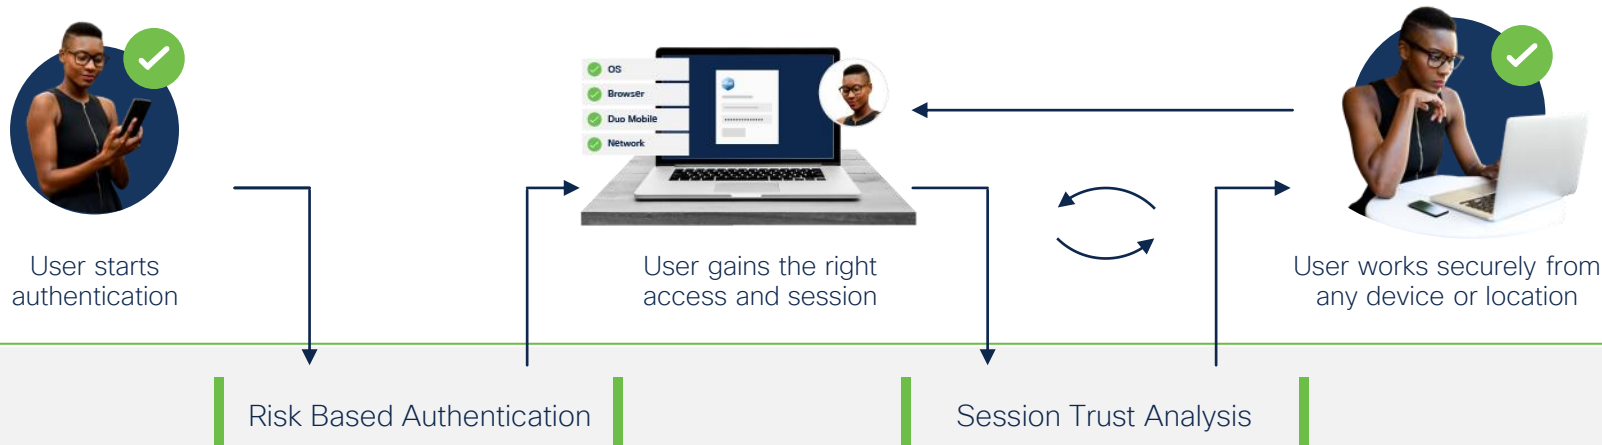 OS
Browser
Duo Mobile
Network
User starts
authentication
User gains the right
access and session
User works securely from
any device or location
Risk Based Authentication
Session Trust Analysis